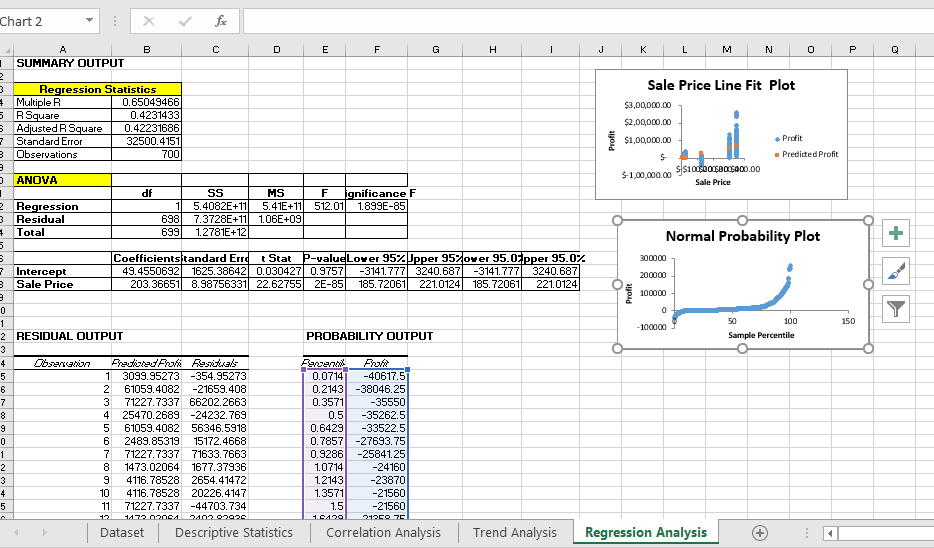 Chart 2 fx
A B C D E F G H I J K L M N O P Q
SUMMARY OUTPUT
Regression Statistics
Multiple R 0.65049466
R Square 0.4231433
Adjusted R Square 0.42231686
Standard Error 32500.4151
Observations 700
ANOVA
df SS MS F ignificance F
Regression 1 5.4082E+11 5.41E+11 512.01 1.899E-85
Residual 698 7.3728E+11 1.06E+09
Total 699 1.2781E+12
Coefficients tandard Erro t Stat P-value Lower 95% Upper 95% ower 95.0% pper 95.0%
Intercept 49.4550692 1625.38642 0.030427 0.9757 -3141.777 3240.687 -3141.777 3240.687
Sale Price 203.36651 8.98756331 22.62755 2E-85 185.72061 221.0124 185.72061 221.0124
RESIDUAL OUTPUT PROBABILITY OUTPUT
Observation Predicted Profi Residuals Percentile Profit
1 3099.95273 -354.95273 0.0714 -40617.5
2 61059.4082 -21659.408 0.2143 -38046.25
3 71227.7337 66202.2663 0.3571 -35550
4 25470.2689 -24232.769 0.5 -35262.5
5 61059.4082 56346.5918 0.6429 -33522.5
6 2489.85319 15172.4668 0.7857 -27693.75
7 71227.7337 71633.7663 0.9286 -25841.25
8 1473.02064 1677.37936 1.0714 -24160
9 4116.78528 2654.41472 1.2143 -23870
10 4116.78528 20226.4147 1.3571 -21560
11 71227.7337 -44703.734 1.5 -21560
Sale Price Line Fit Plot
$3,00,000.00
$2,00,000.00
$1,00,000.00
$-
$-1,00,000.00
Profit
Profit
Predicted Profit
Sale Price
Normal Probability Plot
300000
200000
100000
0
-100000
Profit
0 50 100 150
Sample Percentile
Dataset Descriptive Statistics Correlation Analysis Trend Analysis Regression Analysis